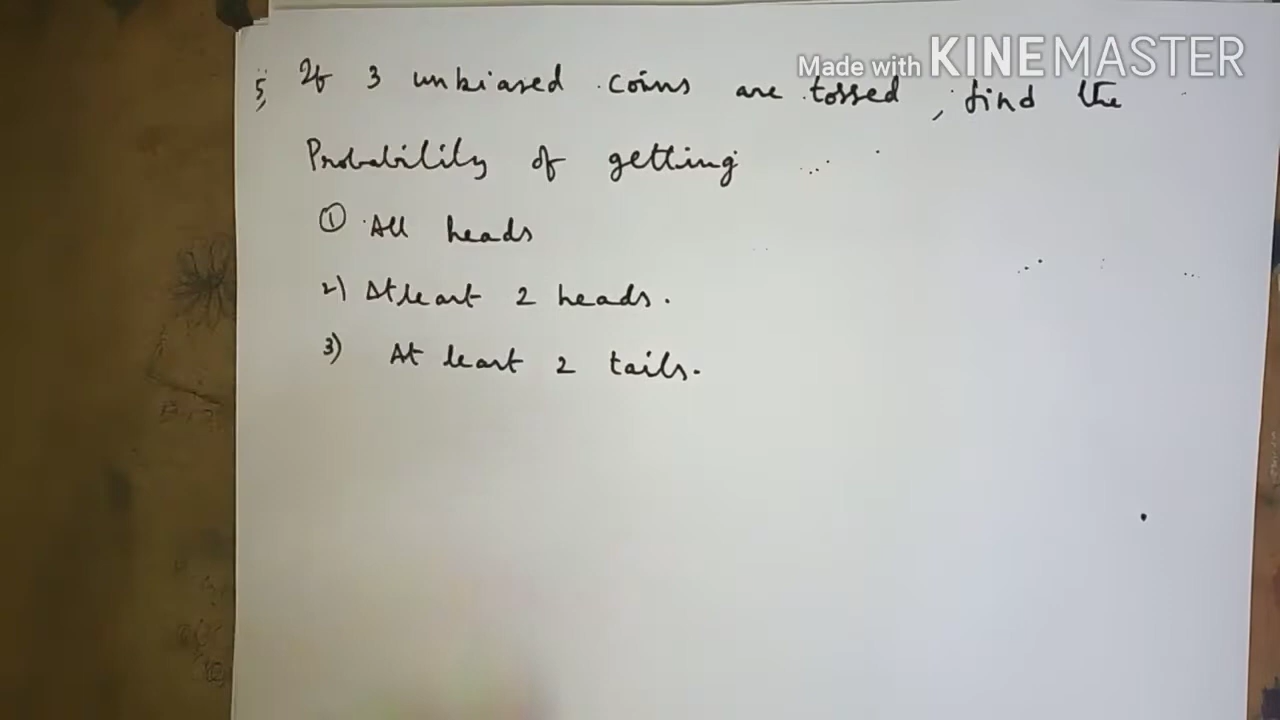 Made with KINEMASTER
5, If 3 unbiased coins are tossed, find the
Probability of getting
① All heads
2) Atleast 2 heads.
3) At least 2 tails.